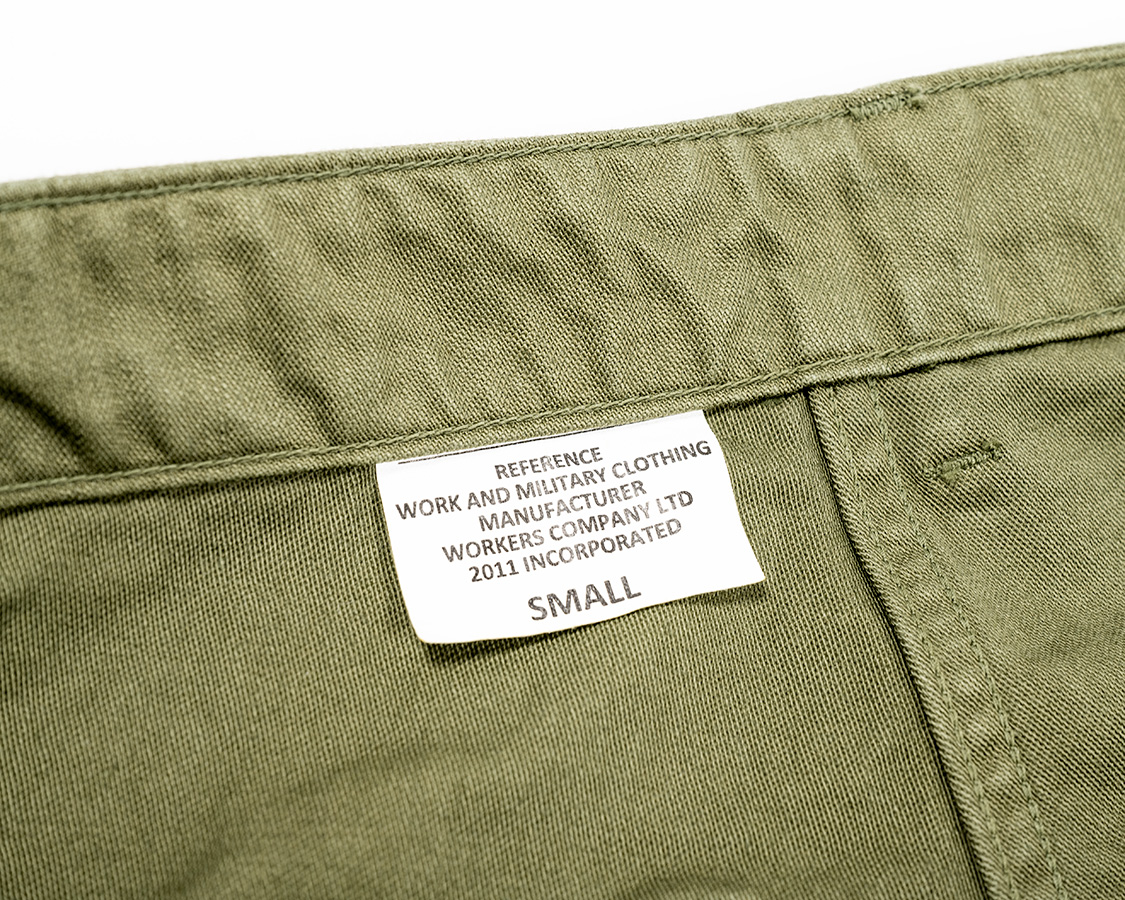 REFERENCE
WORK AND MILITARY CLOTHING
MANUFACTURER
WORKERS COMPANY LTD
2011 INCORPORATED
SMALL